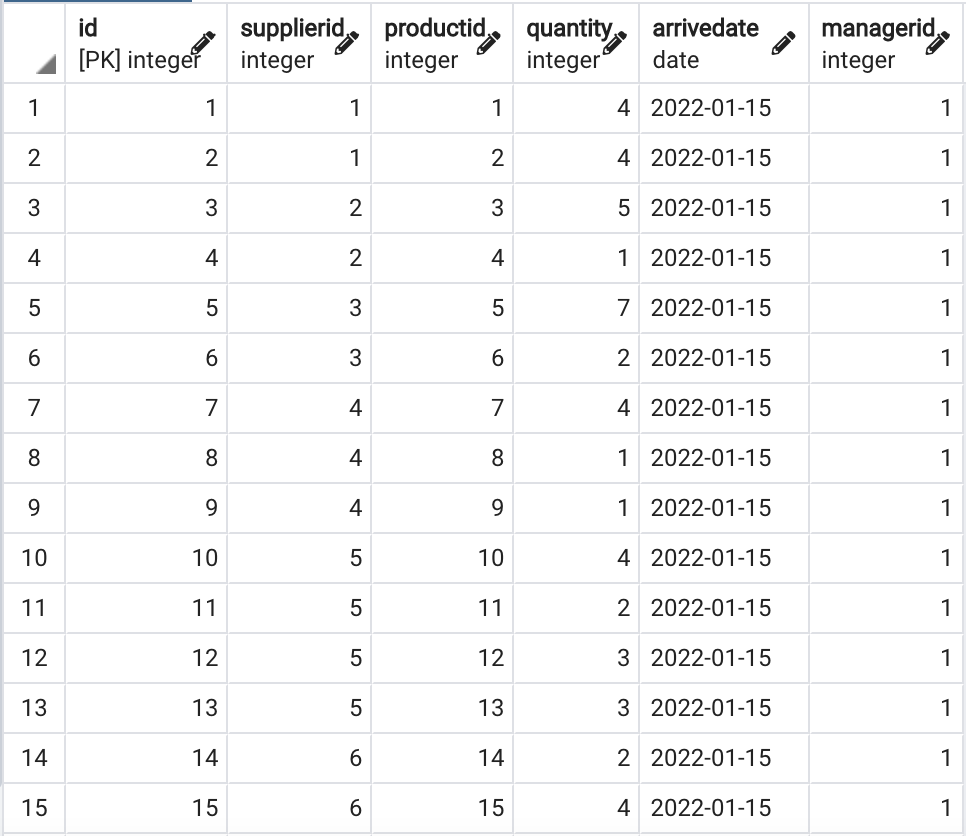 id supplierid productid quantity arrivedate managerid
[PK] integer integer integer integer date integer
1 1 1 1 4 2022-01-15 1
2 2 1 2 4 2022-01-15 1
3 3 2 3 5 2022-01-15 1
4 4 2 4 1 2022-01-15 1
5 5 3 5 7 2022-01-15 1
6 6 3 6 2 2022-01-15 1
7 7 4 7 4 2022-01-15 1
8 8 4 8 1 2022-01-15 1
9 9 4 9 1 2022-01-15 1
10 10 5 10 4 2022-01-15 1
11 11 5 11 2 2022-01-15 1
12 12 5 12 3 2022-01-15 1
13 13 5 13 3 2022-01-15 1
14 14 6 14 2 2022-01-15 1
15 15 6 15 4 2022-01-15 1